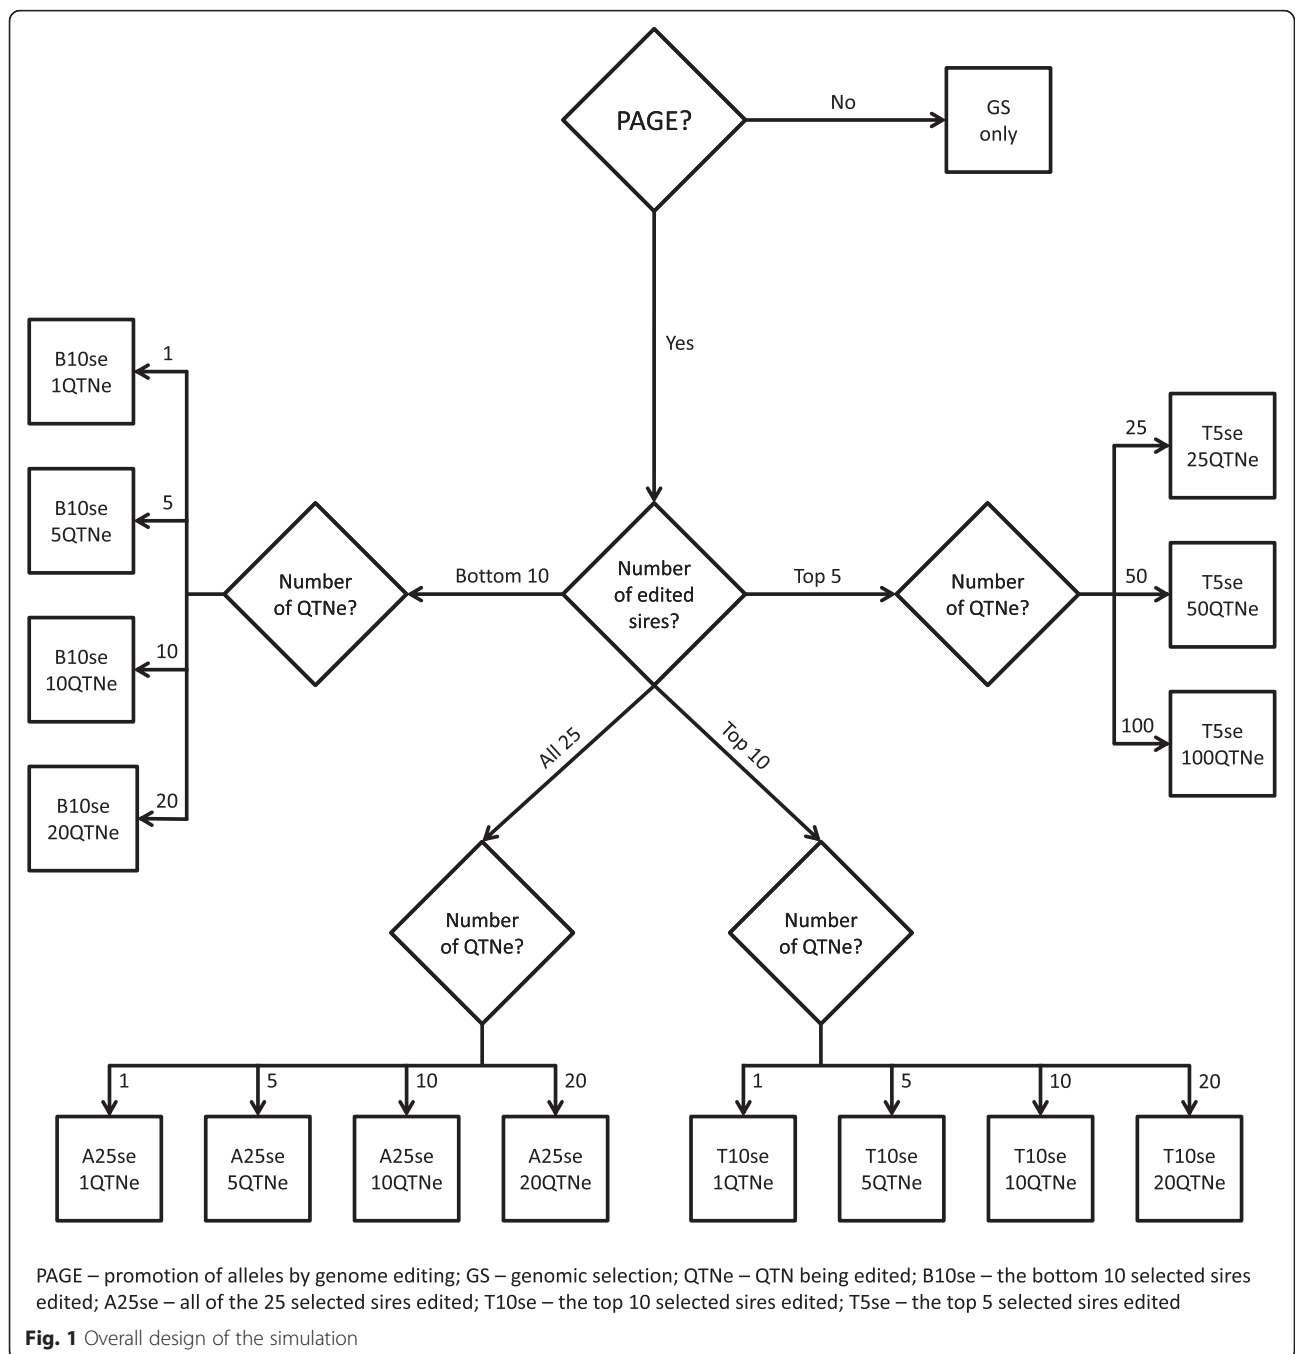 PAGE?
No
GS
only
Yes
B10se
1QTNe
1
B10se
5QTNe
5
B10se
10QTNe
10
B10se
20QTNe
20
Number
of QTNe?
Bottom 10
Number
of edited
sires?
Top 5
Number
of QTNe?
25
T5se
25QTNe
50
T5se
50QTNe
100
T5se
100QTNe
All 25
Top 10
Number
of QTNe?
Number
of QTNe?
1
5
10
20
1
5
10
20
A25se
1QTNe
A25se
5QTNe
A25se
10QTNe
A25se
20QTNe
T10se
1QTNe
T10se
5QTNe
T10se
10QTNe
T10se
20QTNe
PAGE – promotion of alleles by genome editing; GS – genomic selection; QTNe – QTN being edited; B10se – the bottom 10 selected sires
edited; A25se – all of the 25 selected sires edited; T10se – the top 10 selected sires edited; T5se – the top 5 selected sires edited
Fig. 1 Overall design of the simulation